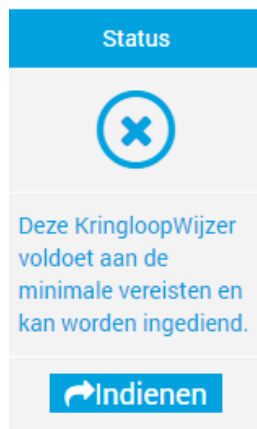 Status
Deze KringloopWijzer
voldoet aan de
minimale vereisten en
kan worden ingediend.
Indienen